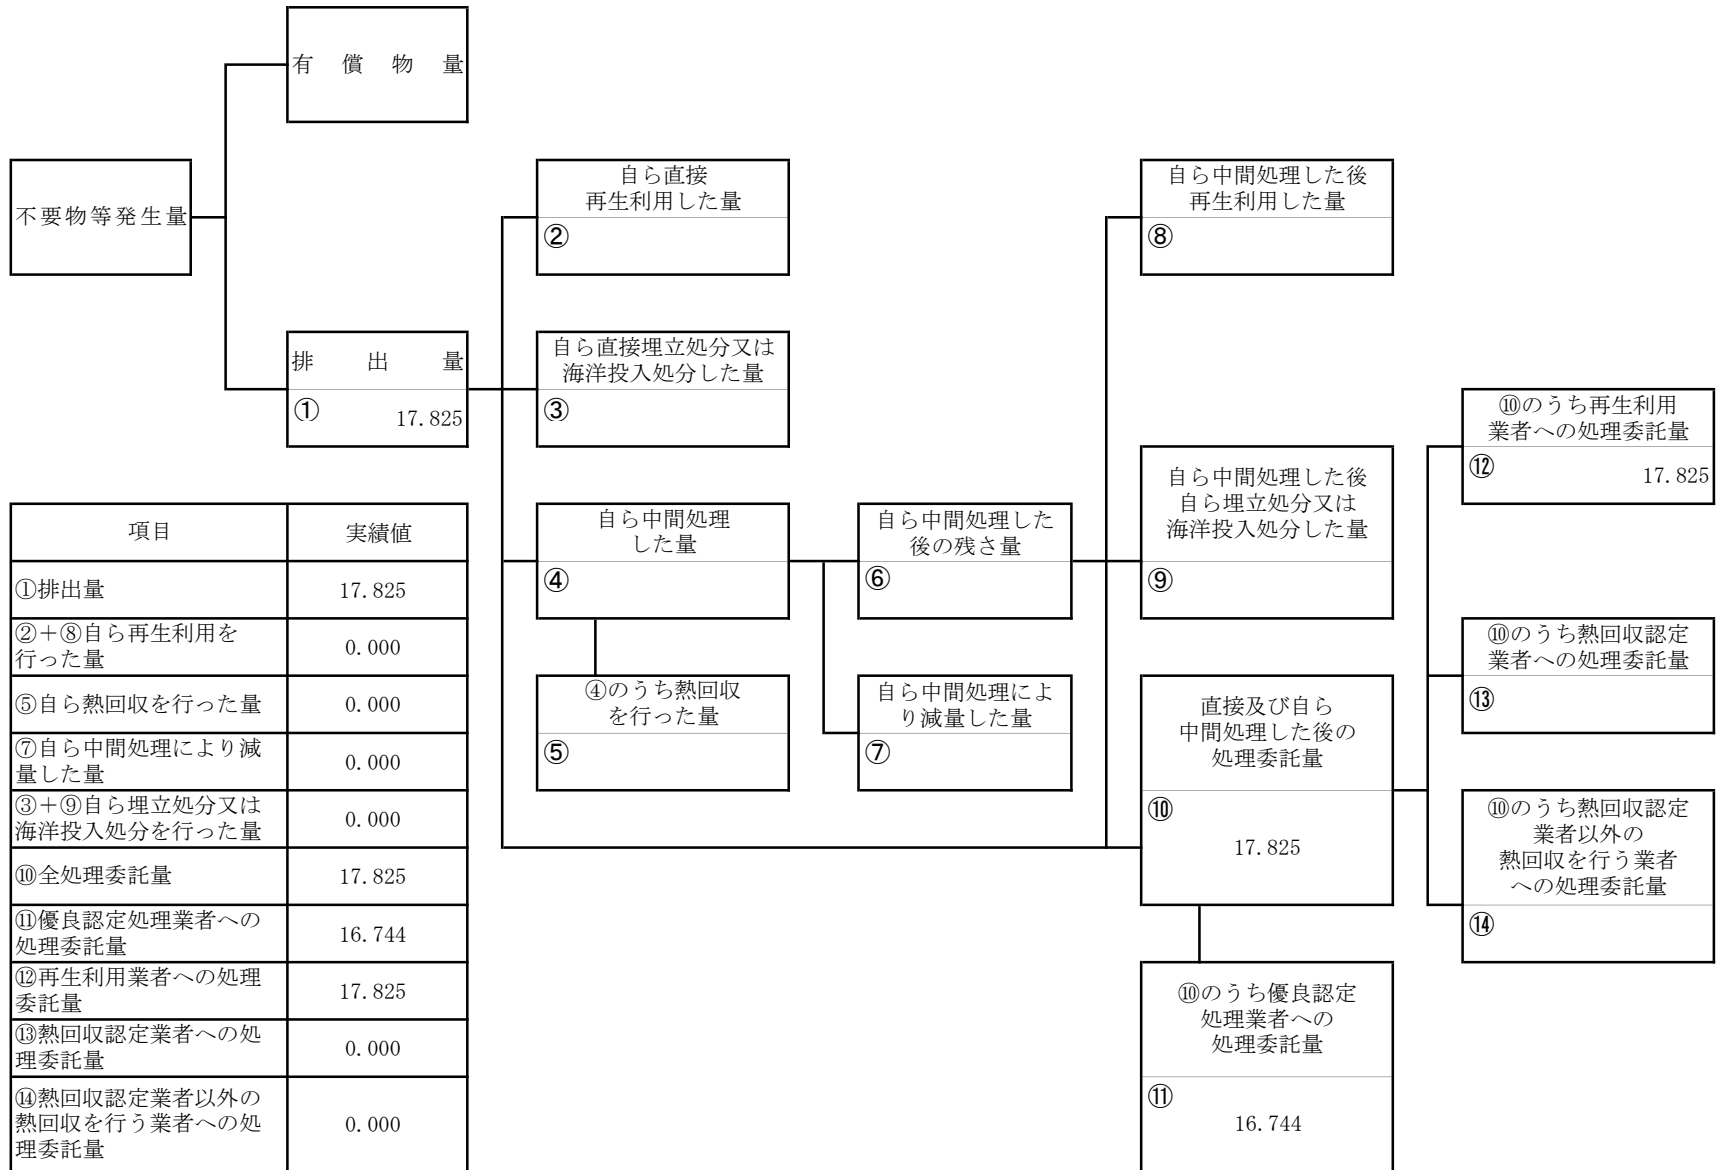 有償物量
不要物等発生量
排出量
① 17.825
自ら直接
再生利用した量
②
自ら直接埋立処分又は
海洋投入処分した量
③
自ら中間処理
した量
④
④のうち熱回収
を行った量
⑤
自ら中間処理した
後の残さ量
⑥
自ら中間処理によ
り減量した量
⑦
自ら中間処理した後
再生利用した量
⑧
自ら中間処理した後
自ら埋立処分又は
海洋投入処分した量
⑨
直接及び自ら
中間処理した後の
処理委託量
⑩
17.825
⑩のうち優良認定
処理業者への
処理委託量
⑪
16.744
⑩のうち再生利用
業者への処理委託量
⑫ 17.825
⑩のうち熱回収認定
業者への処理委託量
⑬
⑩のうち熱回収認定
業者以外の
熱回収を行う業者
への処理委託量
⑭
項目 実績値
①排出量 17.825
②＋⑧自ら再生利用を
行った量 0.000
⑤自ら熱回収を行った量 0.000
⑦自ら中間処理により減
量した量 0.000
③＋⑨自ら埋立処分又は
海洋投入処分を行った量 0.000
⑩全処理委託量 17.825
⑪優良認定処理業者への
処理委託量 16.744
⑫再生利用業者への処理
委託量 17.825
⑬熱回収認定業者への処
理委託量 0.000
⑭熱回収認定業者以外の
熱回収を行う業者への処
理委託量 0.000